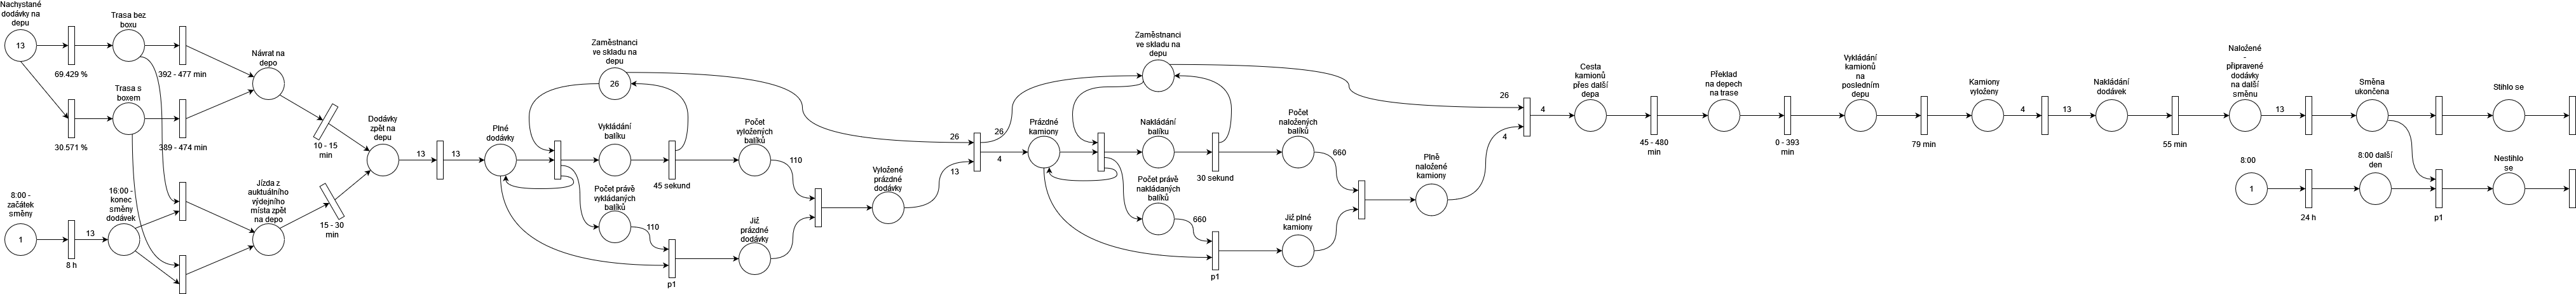 Nachystané
dodávky na
depu
13
69.429 %
30.571 %
Trasa bez
boxu
Trasa s
boxem
392 - 477 min
389 - 474 min
Návrat na
depo
8:00 -
začátek
směny
1
8 h
13
16:00 -
konec
směny
dodávek
Jízda z
auktuálního
výdejního
místa zpět
na depo
10 - 15
min
15 - 30
min
Dodávky
zpět na
depu
13
13
Plné
dodávky
Zaměstnanci
ve skladu na
depu
26
Vykládání
balíku
45 sekund
Počet právě
vykládaných
balíků
110
p1
Počet
vyložených
balíků
110
Již
prázdné
dodávky
Vyložené
prázdné
dodávky
26
13
26
4
Prázdné
kamiony
Zaměstnanci
ve skladu na
depu
Nakládání
balíku
30 sekund
Počet právě
nakládaných
balíků
660
p1
Počet
naložených
balíků
660
Již plné
kamiony
Plně
naložené
kamiony
26
4
4
Cesta
kamionů
přes další
depa
45 - 480
min
Překlad
na depech
na trase
0 - 393
min
Vykládání
kamionů
na
posledním
depu
79 min
Kamiony
vyloženy
4
13
Nakládání
dodávek
55 min
Naložené
-
připravené
dodávky
na další
směnu
13
Směna
ukončena
Stihlo se
8:00
1
24 h
8:00 další
den
p1
Nestihlo
se